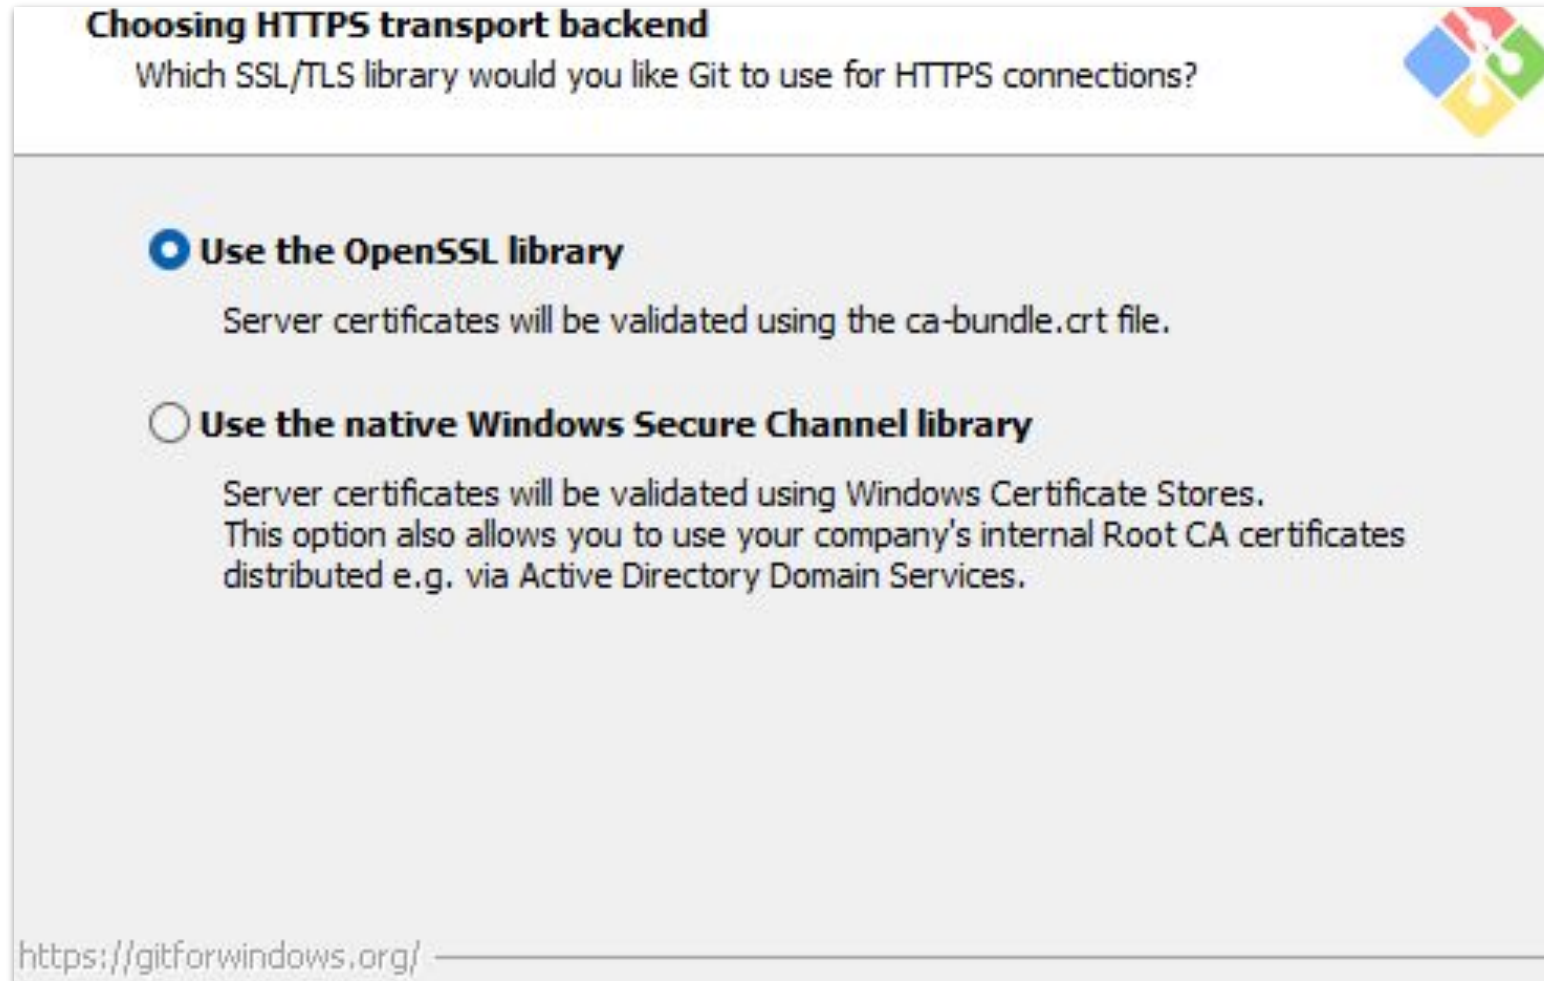 Choosing HTTPS transport backend
Which SSL/TLS library would you like Git to use for HTTPS connections?
Use the OpenSSL library
Server certificates will be validated using the ca-bundle.crt file.
Use the native Windows Secure Channel library
Server certificates will be validated using Windows Certificate Stores.
This option also allows you to use your company's internal Root CA certificates
distributed e.g. via Active Directory Domain Services.
https://gitforwindows.org/